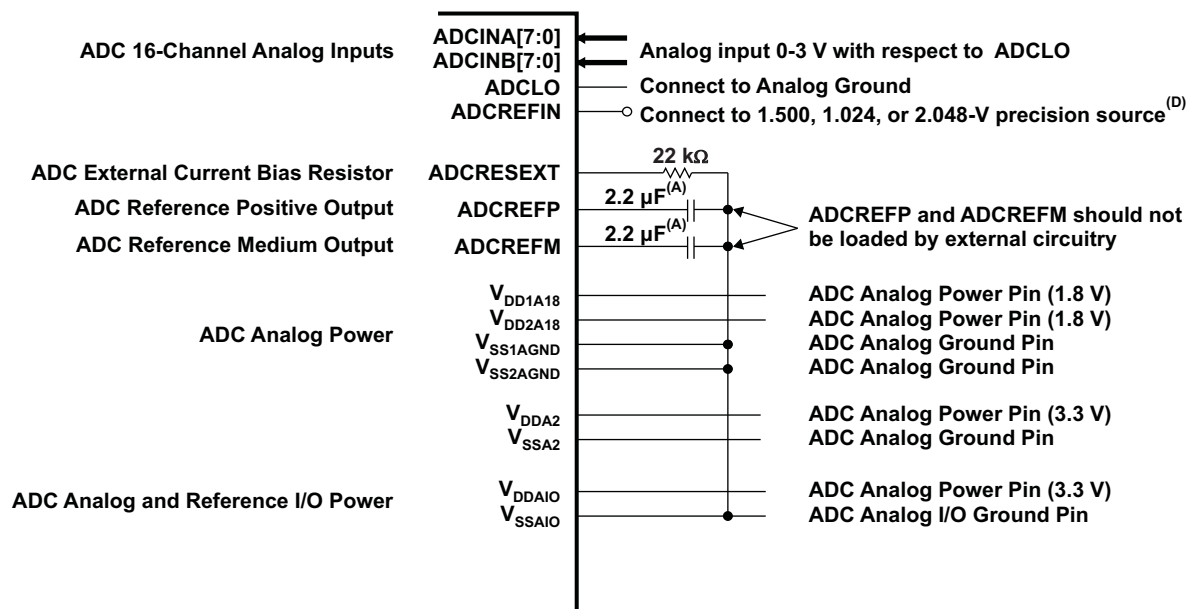 ADC 16-Channel Analog Inputs
ADCINA[7:0]
ADCINB[7:0]
Analog input 0-3 V with respect to ADCLO
ADCLO
Connect to Analog Ground
ADCREFIN
Connect to 1.500, 1.024, or 2.048-V precision source(D)
ADC External Current Bias Resistor
ADCRESEXT
22 kΩ
ADC Reference Positive Output
ADCREFP
2.2 μF(A)
ADC Reference Medium Output
ADCREFM
2.2 μF(A)
ADCREFP and ADCREFM should not
be loaded by external circuitry
ADC Analog Power
VDD1A18
ADC Analog Power Pin (1.8 V)
VDD2A18
ADC Analog Power Pin (1.8 V)
VSS1AGND
ADC Analog Ground Pin
VSS2AGND
ADC Analog Ground Pin
VDDA2
ADC Analog Power Pin (3.3 V)
VSSA2
ADC Analog Ground Pin
ADC Analog and Reference I/O Power
VDDAIO
ADC Analog Power Pin (3.3 V)
VSSAIO
ADC Analog I/O Ground Pin